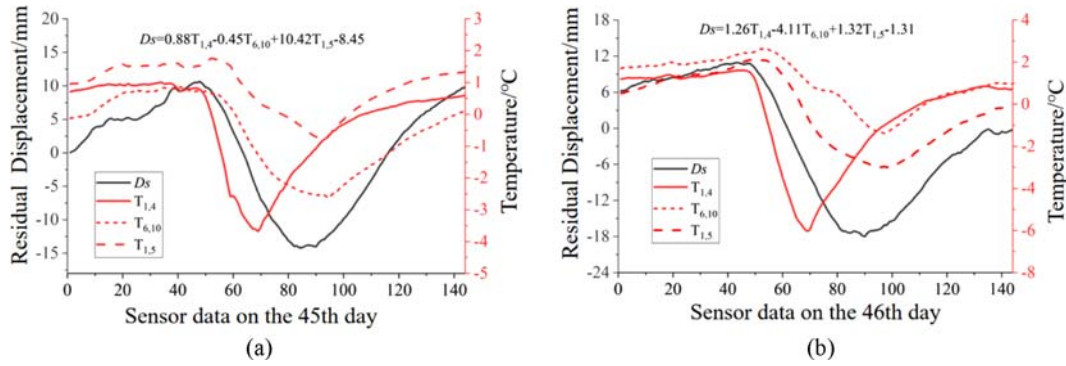 20
15
10
5
0
-5
-10
-15
Residual Displacement/mm
Ds=0.88T1,4-0.45T6,10+10.42T1,5-8.45
Ds
T1,4
T6,10
T1,5
3
2
1
0
-1
-2
-3
-4
-5
Temperature/°C
0 20 40 60 80 100 120 140
Sensor data on the 45th day
(a)
18
12
6
0
-6
-12
-18
-24
Residual Displacement/mm
Ds=1.26T1,4-4.11T6,10+1.32T1,5-1.31
Ds
T1,4
T6,10
T1,5
4
2
0
-2
-4
-6
-8
Temperature/°C
0 20 40 60 80 100 120 140
Sensor data on the 46th day
(b)